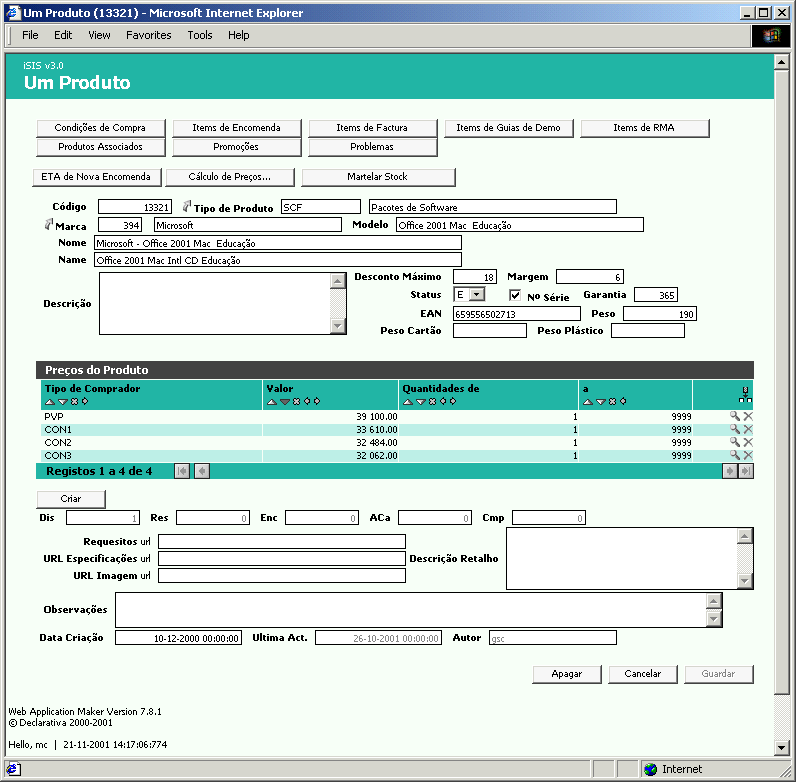 Um Produto (13321) - Microsoft Internet Explorer
File Edit View Favorites Tools Help
iSIS v3.0
Um Produto
Condições de Compra Items de Encomenda Items de Factura Items de Guias de Demo Items de RMA
Produtos Associados Promoções Problemas
ETA de Nova Encomenda Cálculo de Preços... Martelar Stock
Código 13321 Tipo de Produto SCF Pacotes de Software
Marca 394 Microsoft Modelo Office 2001 Mac Educação
Nome Microsoft - Office 2001 Mac Educação
Name Office 2001 Mac Intl CD Educação
Desconto Máximo 18 Margem 6
Descrição Status E Nº Série Garantia 365
EAN 659556502713 Peso 190
Peso Cartão Peso Plástico
Preços do Produto
Tipo de Comprador Valor Quantidades de a
PVP 39 100.00 1 9999
CON1 33 610.00 1 9999
CON2 32 484.00 1 9999
CON3 32 062.00 1 9999
Registos 1 a 4 de 4
Criar
Dis 1 Res 0 Enc 0 ACa 0 Cmp 0
Requesitos url
URL Especificações url Descrição Retalho
URL Imagem url
Observações
Data Criação 10-12-2000 00:00:00 Ultima Act. 26-10-2001 00:00:00 Autor gsc
Apagar Cancelar Guardar
Web Application Maker Version 7.8.1
© Declarativa 2000-2001
Hello, mc | 21-11-2001 14:17:06:774
Internet